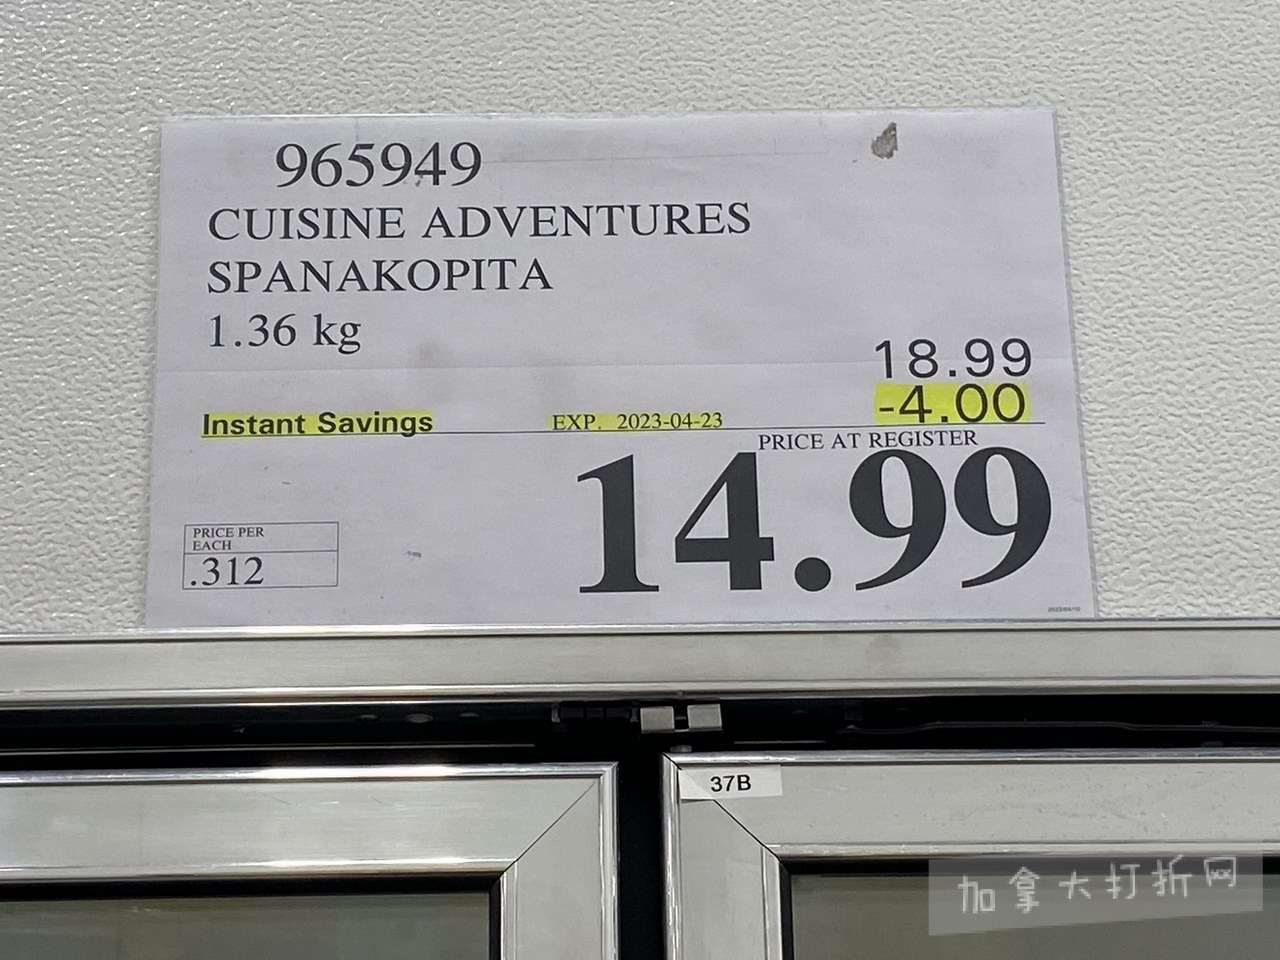 965949
CUISINE ADVENTURES
SPANAKOPITA
1.36 kg
18.99
Instant Savings EXP. 2023-04-23 -4.00
PRICE AT REGISTER
14.99
PRICE PER
EACH
.312
37B
加拿大打折网